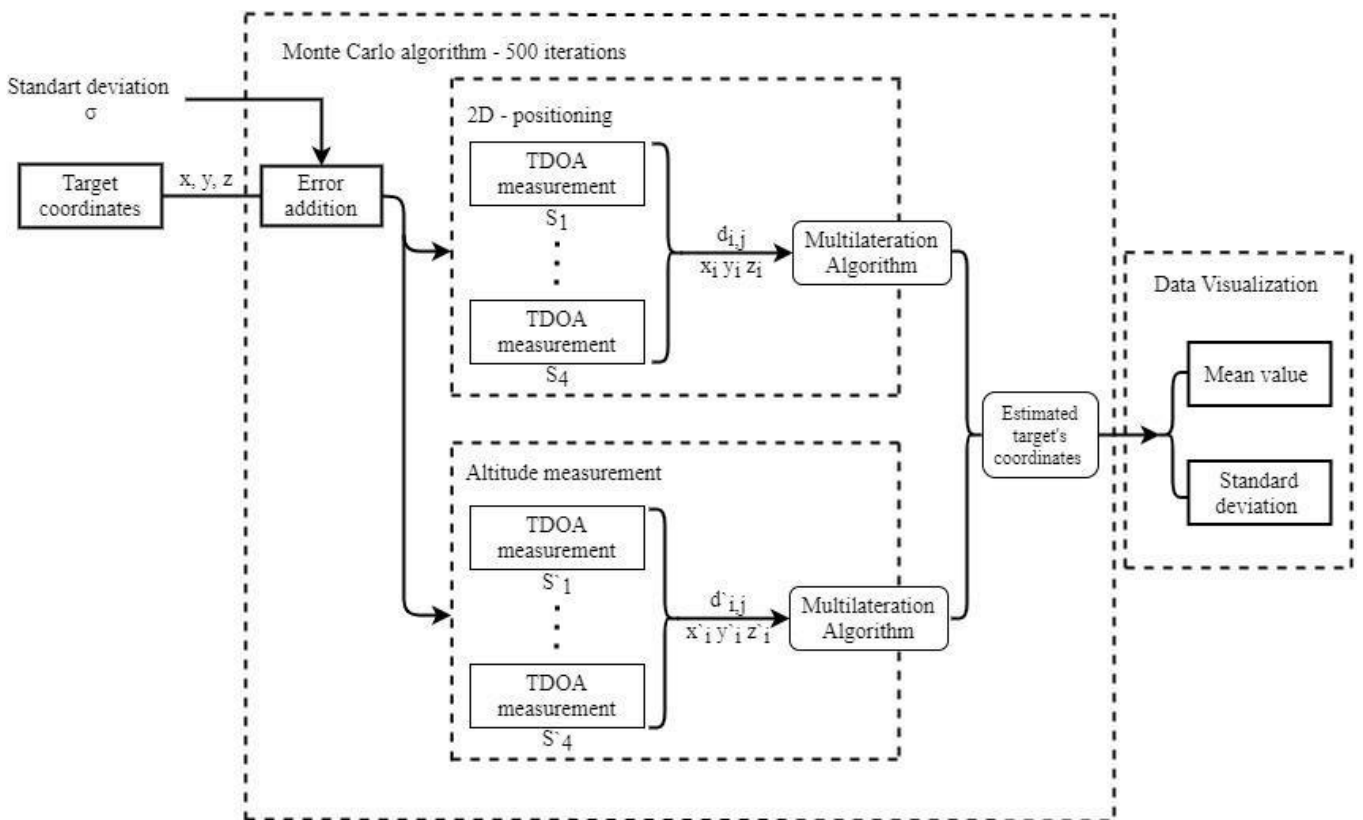 Monte Carlo algorithm - 500 iterations
Standart deviation
σ
Target
coordinates
x, y, z
Error
addition
2D - positioning
TDOA
measurement
S1
TDOA
measurement
S4
di,j
xi yi zi
Multilateration
Algorithm
Altitude measurement
TDOA
measurement
S`1
TDOA
measurement
S`4
d`i,j
x`i y`i z`i
Multilateration
Algorithm
Estimated
target's
coordinates
Data Visualization
Mean value
Standard
deviation